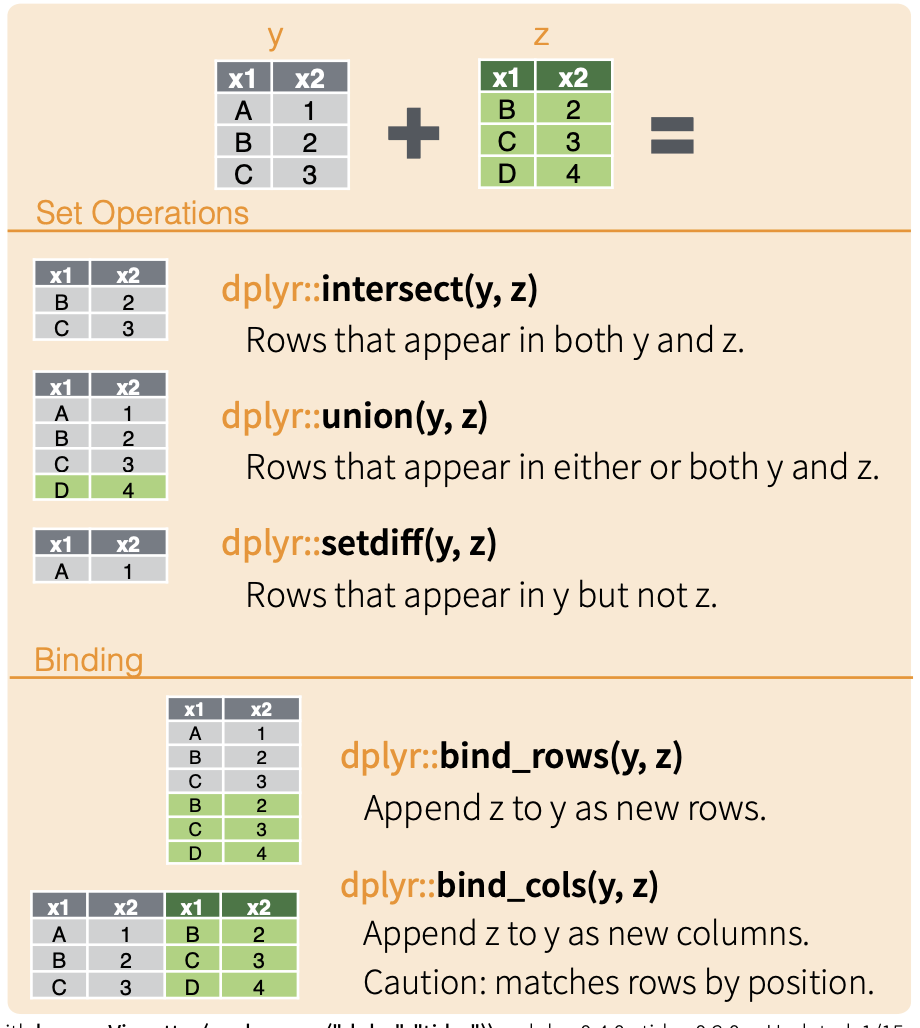 y z
x1 x2 x1 x2
A 1 B 2
B 2 + C 3 =
C 3 D 4
Set Operations
x1 x2
B 2
C 3
dplyr::intersect(y, z)
Rows that appear in both y and z.
x1 x2
A 1
B 2
C 3
D 4
dplyr::union(y, z)
Rows that appear in either or both y and z.
x1 x2
A 1
dplyr::setdiff(y, z)
Rows that appear in y but not z.
Binding
x1 x2
A 1
B 2
C 3
B 2
C 3
D 4
dplyr::bind_rows(y, z)
Append z to y as new rows.
x1 x2 x1 x2
A 1 B 2
B 2 C 3
C 3 D 4
dplyr::bind_cols(y, z)
Append z to y as new columns.
Caution: matches rows by position.